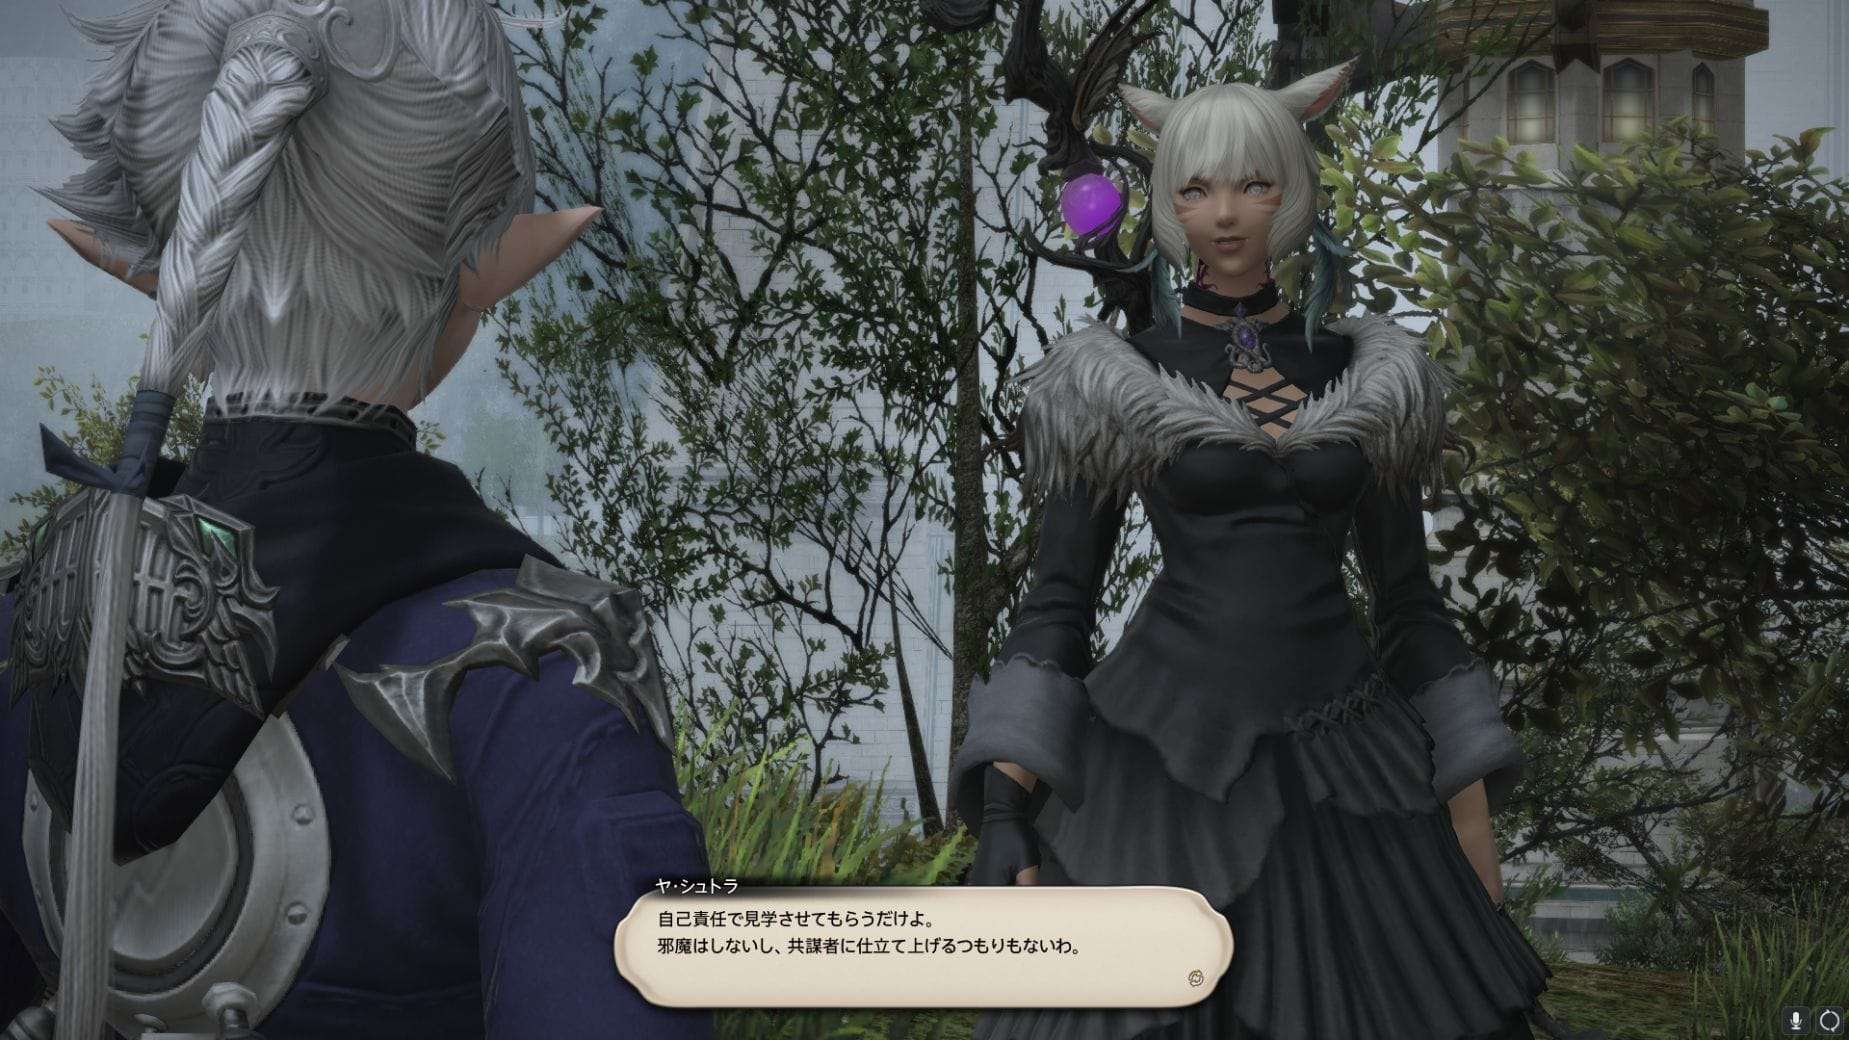 ヤ・シュトラ
自己責任で見学させてもらうだけよ。
邪魔はしないし、共謀者に仕立て上げるつもりもないわ。